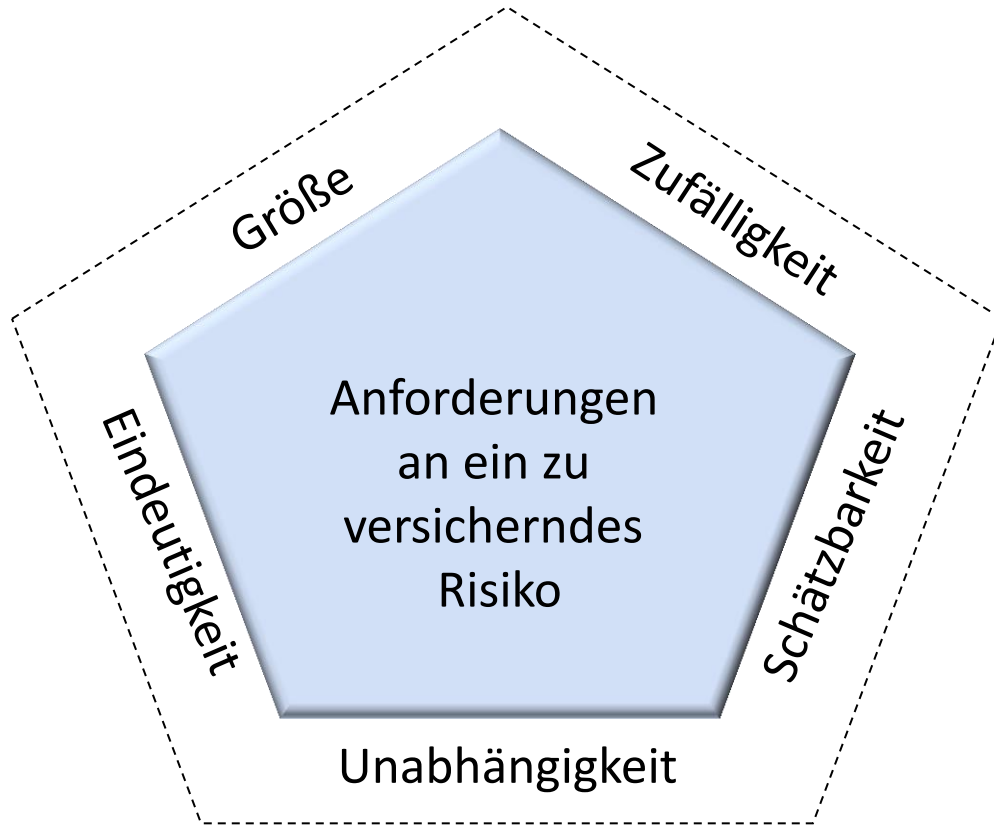 Größe
Zufälligkeit
Anforderungen
an ein zu
versicherndes
Risiko
Eindeutigkeit
Schätzbarkeit
Unabhängigkeit